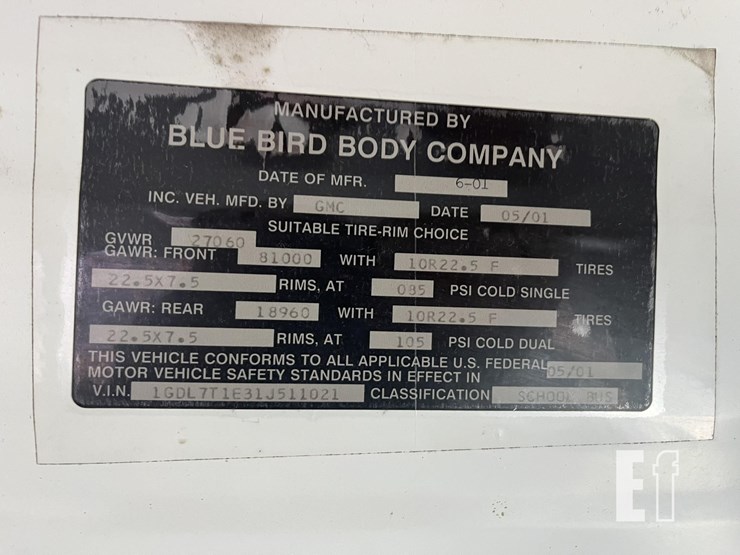 MANUFACTURED BY
BLUE BIRD BODY COMPANY
DATE OF MFR. 6-01
INC. VEH. MFD. BY GMC DATE 05/01
SUITABLE TIRE-RIM CHOICE
GVWR 27060
GAWR: FRONT 81000 WITH 10R22.5 F TIRES
22.5X7.5 RIMS, AT 085 PSI COLD SINGLE
GAWR: REAR 18960 WITH 10R22.5 F TIRES
22.5X7.5 RIMS, AT 105 PSI COLD DUAL
THIS VEHICLE CONFORMS TO ALL APPLICABLE U.S. FEDERAL
MOTOR VEHICLE SAFETY STANDARDS IN EFFECT IN 05/01
V.I.N. 1GDL7T1E31J511021 CLASSIFICATION SCHOOL BUS
Ef